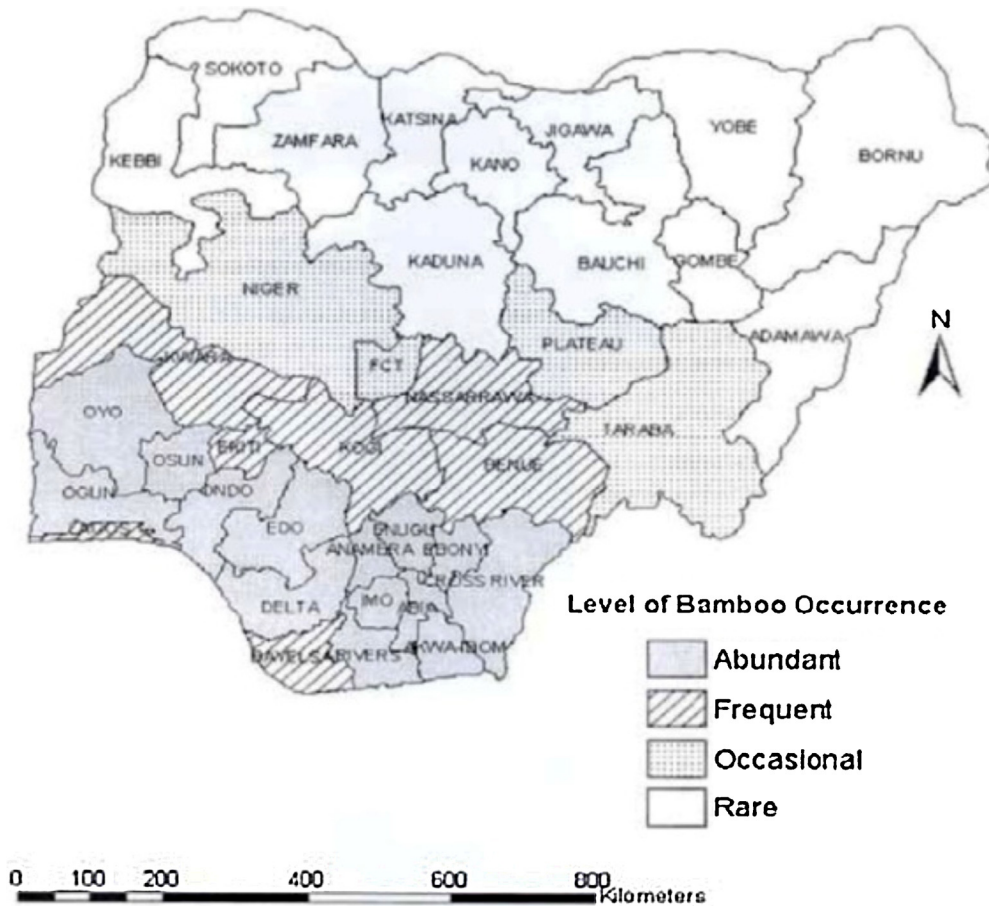 SOKOTO
KATSINA
ZAMFARA
JIGAWA
YOBE
KEBBI
KANO
BORNU
KADUNA
BAUCHI
GOMBE
NIGER
ADAMAWA
N
PLATEAU
FCT
KWARA
NASSARRAWA
OYO
TARABA
EKITI
KOGI
OSUN
BENUE
OGUN
ONDO
LAGOS
EDO
ENUGU
ANAMBRA
EBONYI
CROSS RIVER
DELTA
IMO
ABIA
BAYELSA
RIVERS
AKWA-IBOM
Level of Bamboo Occurrence
Abundant
Frequent
Occasional
Rare
0 100 200 400 600 800
Kilometers